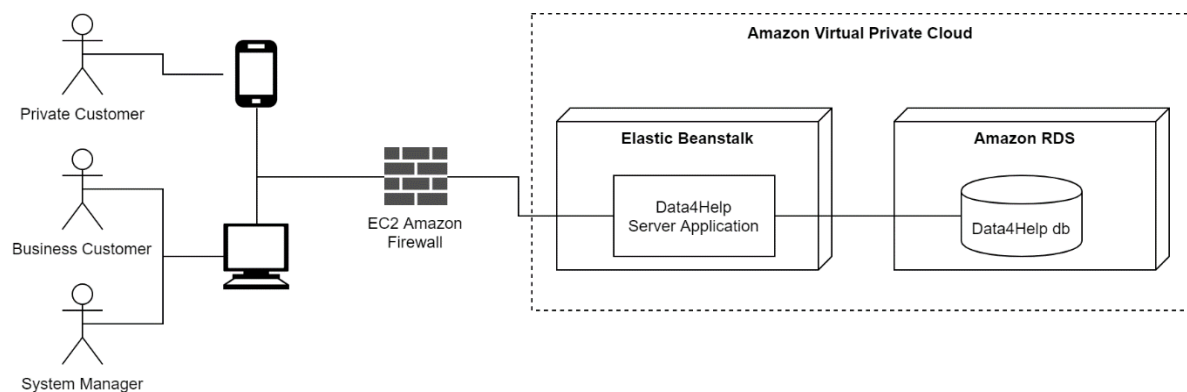 Amazon Virtual Private Cloud
Private Customer
Elastic Beanstalk
Amazon RDS
Business Customer
EC2 Amazon
Firewall
Data4Help
Server Application
Data4Help db
System Manager